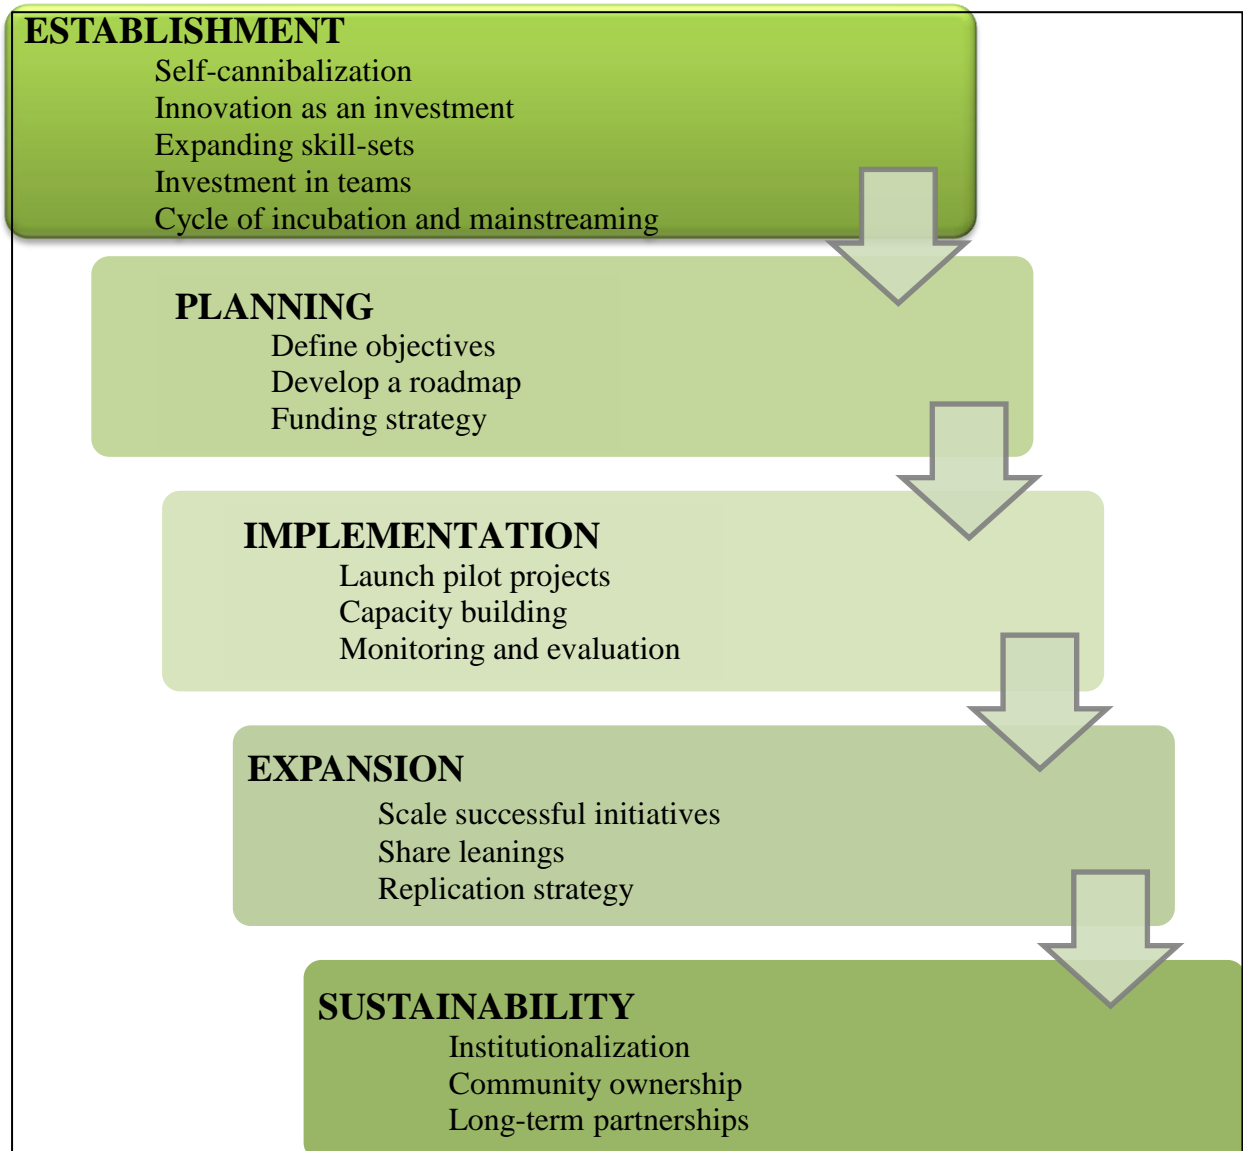 ESTABLISHMENT
Self-cannibalization
Innovation as an investment
Expanding skill-sets
Investment in teams
Cycle of incubation and mainstreaming
PLANNING
Define objectives
Develop a roadmap
Funding strategy
IMPLEMENTATION
Launch pilot projects
Capacity building
Monitoring and evaluation
EXPANSION
Scale successful initiatives
Share leanings
Replication strategy
SUSTAINABILITY
Institutionalization
Community ownership
Long-term partnerships